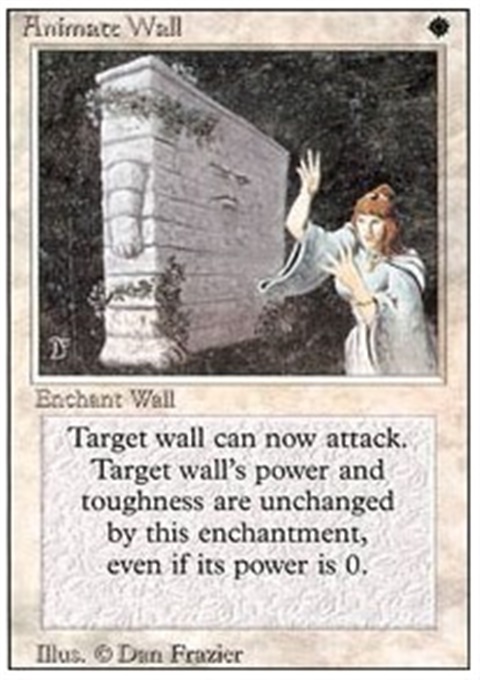 Animate Wall
DF
Enchant Wall
Target wall can now attack.
Target wall's power and
toughness are unchanged
by this enchantment,
even if its power is 0.
Illus. © Dan Frazier